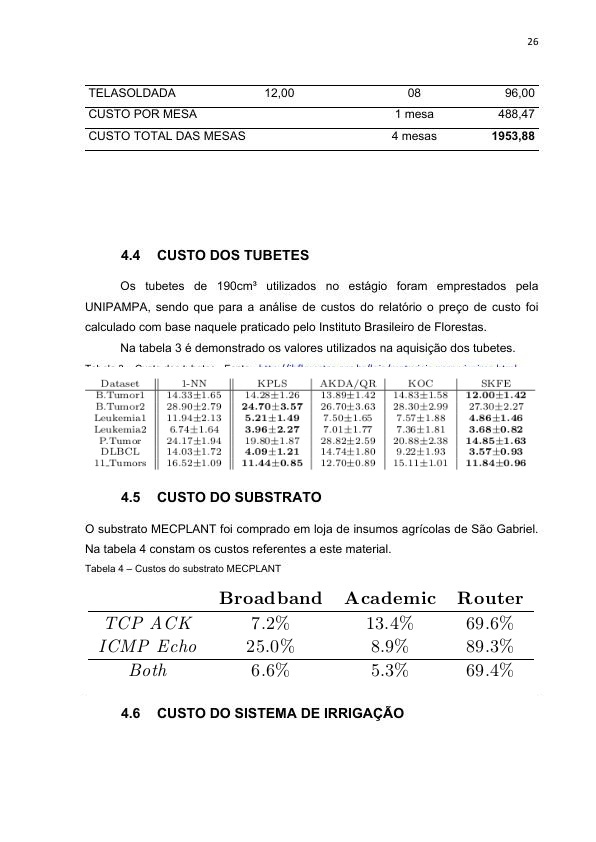 26
TELASOLDADA 12,00 08 96,00
CUSTO POR MESA 1 mesa 488,47
CUSTO TOTAL DAS MESAS 4 mesas 1953,88
4.4 CUSTO DOS TUBETES
Os tubetes de 190cm³ utilizados no estágio foram emprestados pela
UNIPAMPA, sendo que para a análise de custos do relatório o preço de custo foi
calculado com base naquele praticado pelo Instituto Brasileiro de Florestas.
Na tabela 3 é demonstrado os valores utilizados na aquisição dos tubetes.
Dataset 1-NN KPLS AKDA/QR KOC SKFE
B.Tumor1 14.33±1.65 14.28±1.26 13.89±1.42 14.83±1.58 12.00±1.42
B.Tumor2 28.90±2.79 24.70±3.57 26.70±3.63 28.30±2.99 27.30±2.27
Leukemia1 11.94±2.13 5.21±1.49 7.50±1.65 7.57±1.88 4.86±1.46
Leukemia2 6.74±1.64 3.96±2.27 7.01±1.77 7.36±1.81 3.68±0.82
P.Tumor 24.17±1.94 19.80±1.87 28.82±2.59 20.88±2.38 14.85±1.63
DLBCL 14.03±1.72 4.09±1.21 14.74±1.80 9.22±1.93 3.57±0.93
11_Tumors 16.52±1.09 11.44±0.85 12.70±0.89 15.11±1.01 11.84±0.96
4.5 CUSTO DO SUBSTRATO
O substrato MECPLANT foi comprado em loja de insumos agrícolas de São Gabriel.
Na tabela 4 constam os custos referentes a este material.
Tabela 4 – Custos do substrato MECPLANT
Broadband Academic Router
TCP ACK 7.2% 13.4% 69.6%
ICMP Echo 25.0% 8.9% 89.3%
Both 6.6% 5.3% 69.4%
4.6 CUSTO DO SISTEMA DE IRRIGAÇÃO